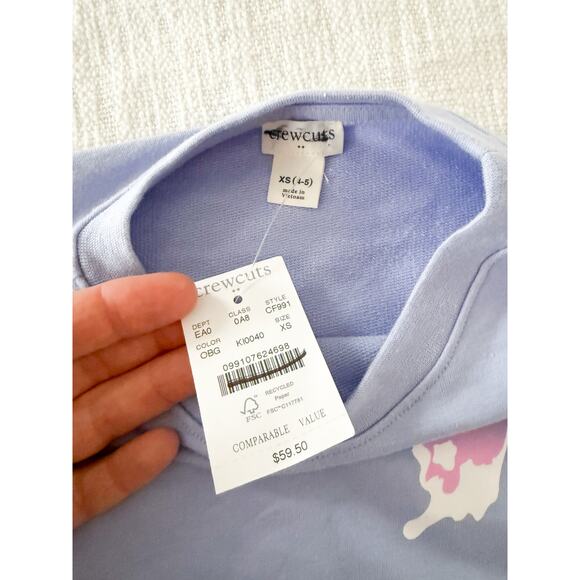 crewcuts
XS (4-5)
made in
Vietnam
crewcuts
DEPT CLASS STYLE
EA0 0A8 CF991
COLOR SIZE
OBG KI0040 XS
099107624698
RECYCLED
Paper
FSC FSC™C117781
COMPARABLE VALUE
$59.50